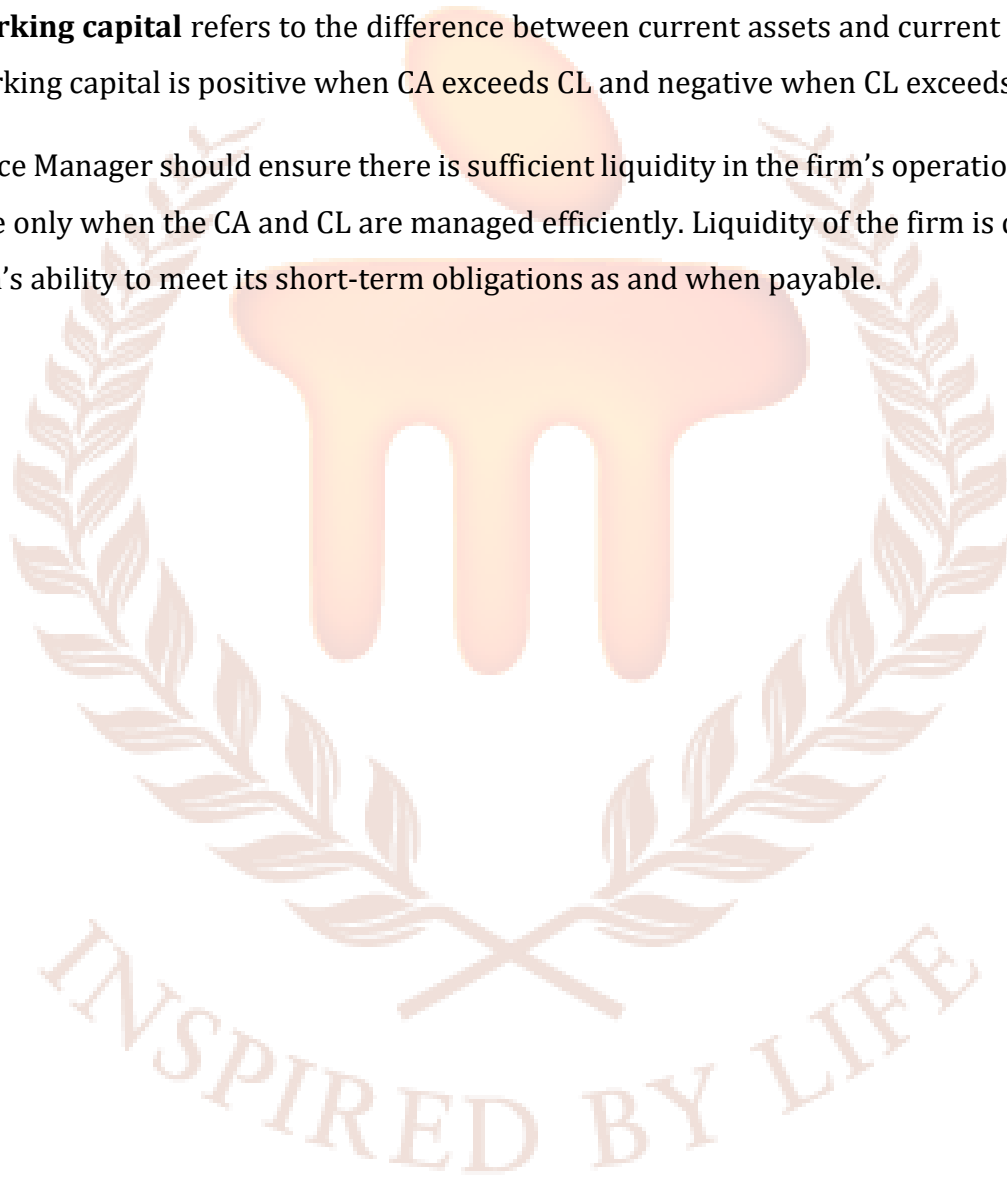 rking capital refers to the difference between current assets and current
rking capital is positive when CA exceeds CL and negative when CL exceeds
ce Manager should ensure there is sufficient liquidity in the firm’s operatio
e only when the CA and CL are managed efficiently. Liquidity of the firm is
’s ability to meet its short-term obligations as and when payable.
INSPIRED BY LIFE